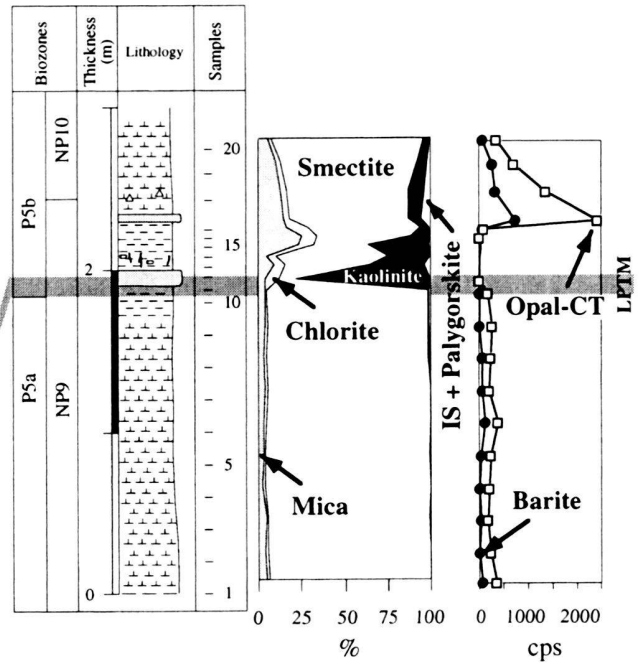 Biozones
Thickness (m)
Lithology
Samples
P5b
NP10
P5a
NP9
2
0
20
15
10
5
1
Smectite
Kaolinite
Chlorite
Mica
IS + Palygorskite
0 25 50 75 100
%
Opal-CT
Barite
LPTM
0 1000 2500
cps